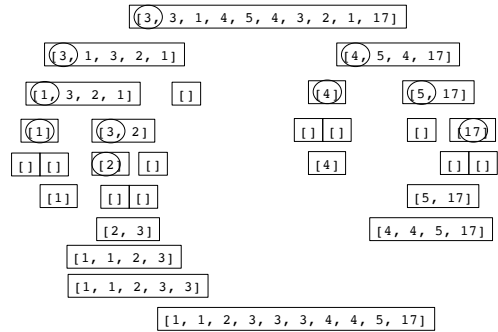 [3, 3, 1, 4, 5, 4, 3, 2, 1, 17]
[3, 1, 3, 2, 1] [4, 5, 4, 17]
[1, 3, 2, 1] [] [4] [5, 17]
[1] [3, 2] [] [] [] [17]
[] [] [2] [] [4] [] []
[1] [] [] [5, 17]
[2, 3] [4, 4, 5, 17]
[1, 1, 2, 3]
[1, 1, 2, 3, 3]
[1, 1, 2, 3, 3, 3, 4, 4, 5, 17]